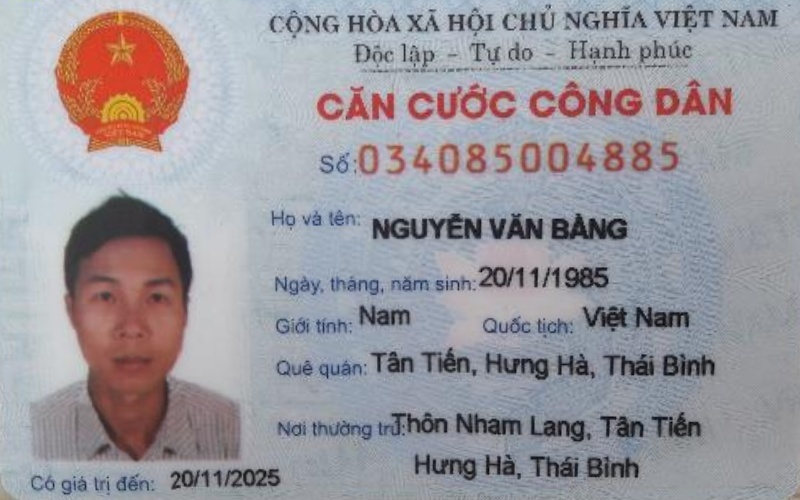 CỘNG HÒA XÃ HỘI CHỦ NGHĨA VIỆT NAM
Độc lập - Tự do - Hạnh phúc
CĂN CƯỚC CÔNG DÂN
Số: 034085004885
Họ và tên: NGUYỄN VĂN BẰNG
Ngày, tháng, năm sinh: 20/11/1985
Giới tính: Nam Quốc tịch: Việt Nam
Quê quán: Tân Tiến, Hưng Hà, Thái Bình
Nơi thường trú: Thôn Nham Lang, Tân Tiến
Hưng Hà, Thái Bình
Có giá trị đến: 20/11/2025